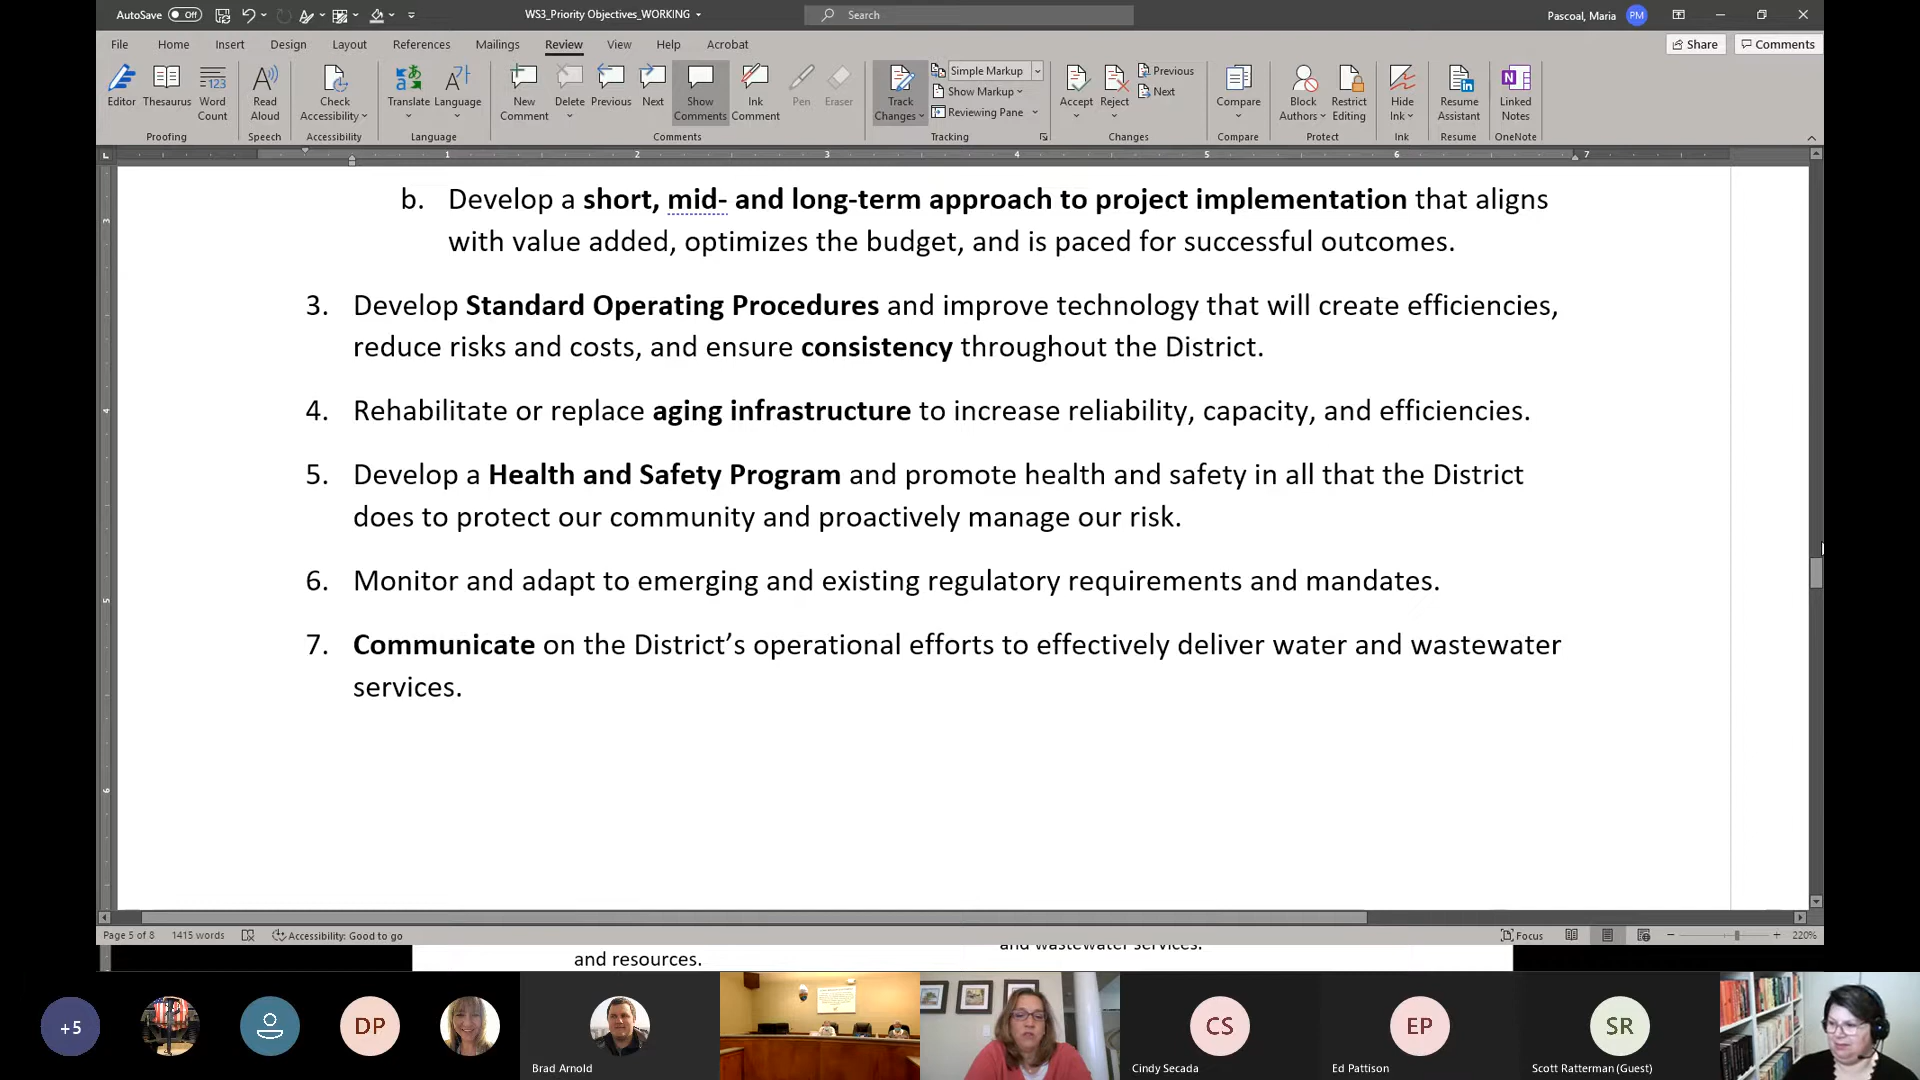 AutoSave Off WS3_Priority Objectives_WORKING Search Pascoal, Maria PM
File Home Insert Design Layout References Mailings Review View Help Acrobat Share Comments
Editor Thesaurus Word Count Read Aloud Check Accessibility Translate Language New Comment Delete Previous Next Show Comments Ink Comment Pen Eraser Track Changes Simple Markup Show Markup Reviewing Pane Accept Reject Previous Next Compare Block Authors Restrict Editing Hide Ink Resume Assistant Linked Notes
Proofing Speech Accessibility Language Comments Tracking Changes Compare Protect Ink Resume OneNote
1 2 3 4 5 6 7
b. Develop a short, mid- and long-term approach to project implementation that aligns
with value added, optimizes the budget, and is paced for successful outcomes.
3. Develop Standard Operating Procedures and improve technology that will create efficiencies,
reduce risks and costs, and ensure consistency throughout the District.
4. Rehabilitate or replace aging infrastructure to increase reliability, capacity, and efficiencies.
5. Develop a Health and Safety Program and promote health and safety in all that the District
does to protect our community and proactively manage our risk.
6. Monitor and adapt to emerging and existing regulatory requirements and mandates.
7. Communicate on the District's operational efforts to effectively deliver water and wastewater
services.
Page 5 of 8 1415 words Accessibility: Good to go Focus 220%
and wastewater services.
and resources.
+5 DP CS EP SR
Brad Arnold Cindy Secada Ed Pattison Scott Ratterman (Guest)